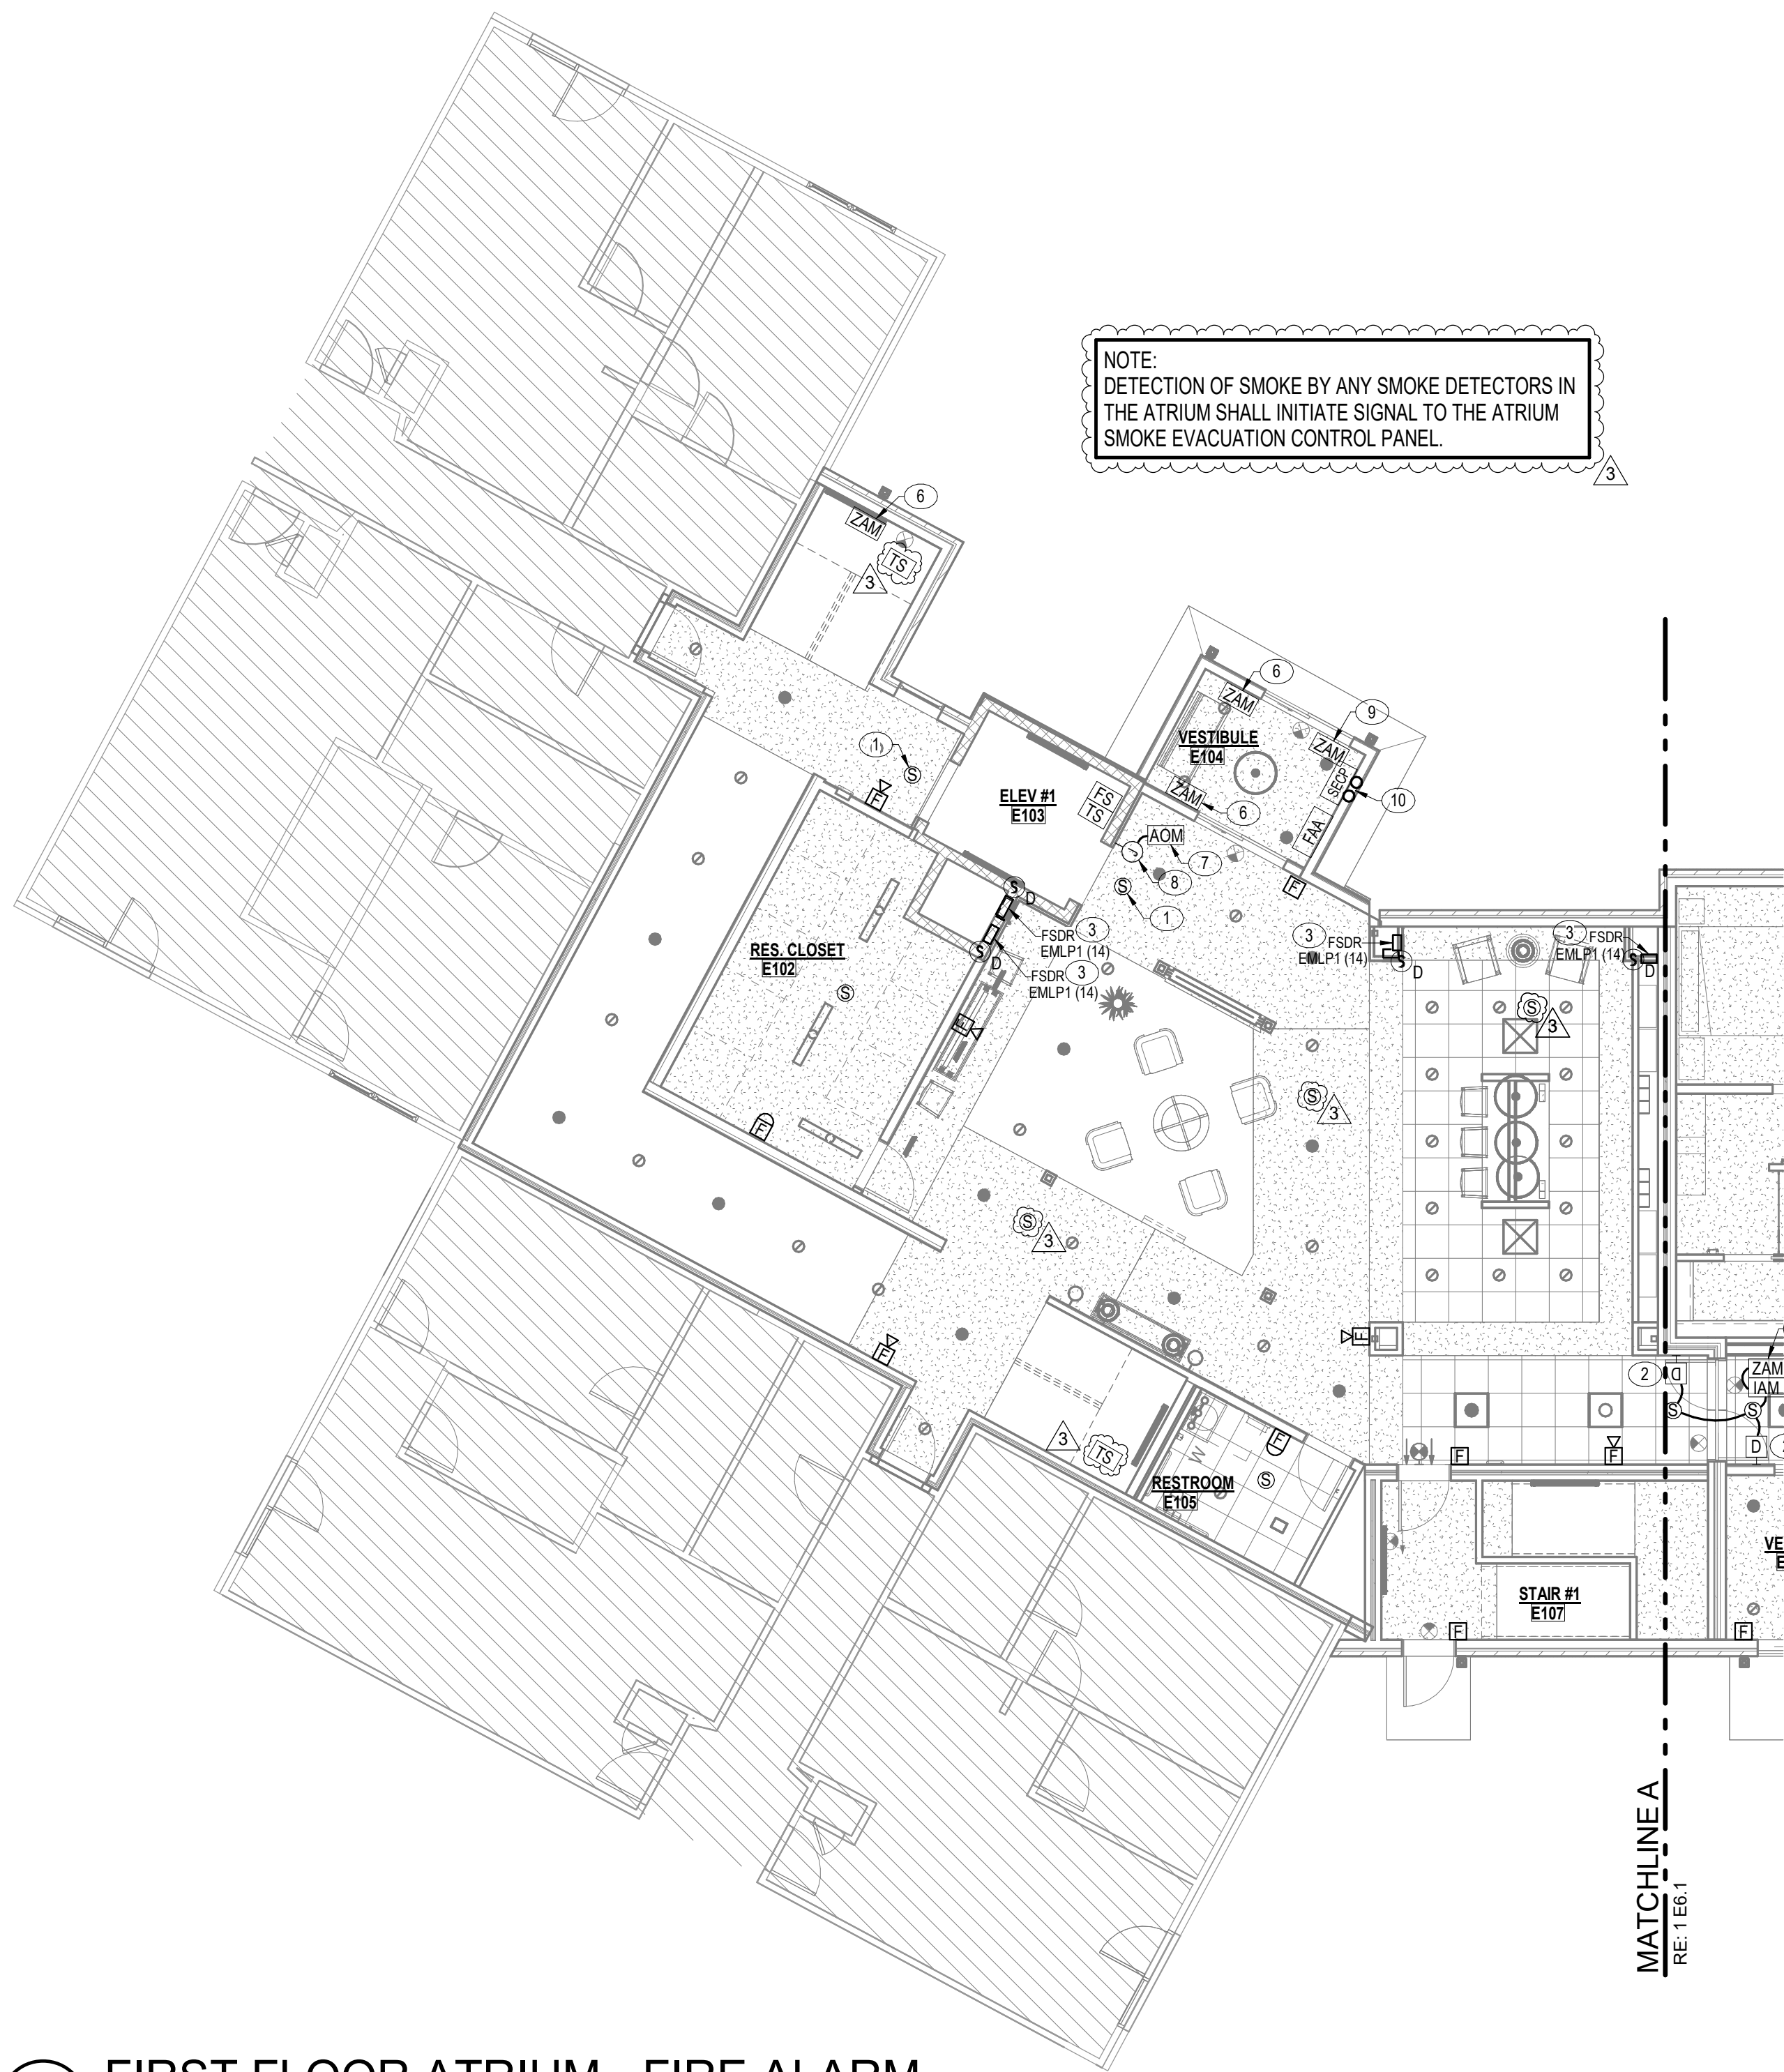 NOTE:
DETECTION OF SMOKE BY ANY SMOKE DETECTORS IN
THE ATRIUM SHALL INITIATE SIGNAL TO THE ATRIUM
SMOKE EVACUATION CONTROL PANEL.
3
6
ZAM
TS
3
6
ZAM
9
VESTIBULE
E104
ZAM
1
S
F
ELEV #1
E103
FS
TS
ZAM
6
SECP
10
FAA
AOM
7
J
8
S
1
F
S
D
FSDR
3
EMLP1 (14)
S
D
FSDR
3
EMLP1 (14)
3
FSDR
EMLP1 (14)
S
D
3
FSDR
EMLP1 (14)
S
D
RES. CLOSET
E102
S
F
F
S
3
S
3
S
3
F
F
2
D
ZAM
IAM
S
S
D
F
F
3
TS
F
S
RESTROOM
E105
STAIR #1
E107
F
F
VE
E
MATCHLINE A
RE: 1 E6.1
FIRST FLOOR ATRIUM - FIRE ALARM